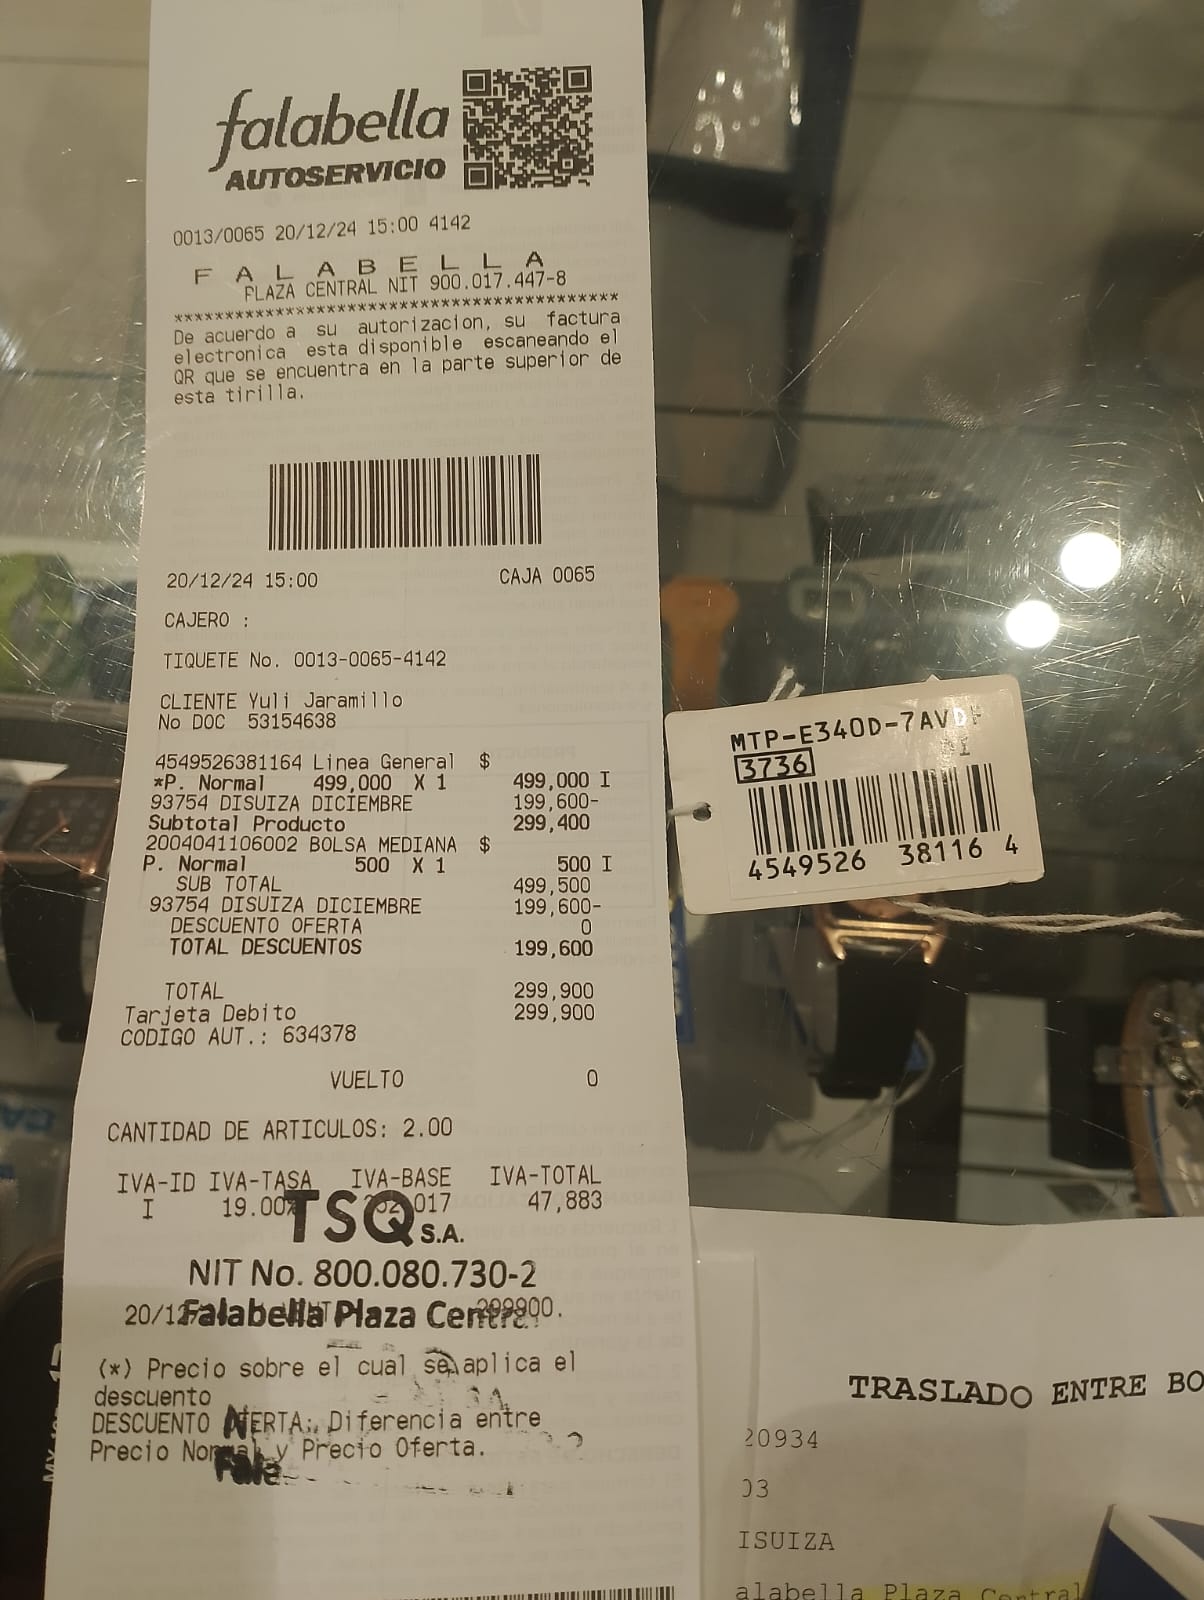 falabella
AUTOSERVICIO
0013/0065 20/12/24 15:00 4142
F A L A B E L L A
PLAZA CENTRAL NIT 900.017.447-8
******************************************
De acuerdo a su autorizacion, su factura
electronica esta disponible escaneando el
QR que se encuentra en la parte superior de
esta tirilla.
20/12/24 15:00 CAJA 0065
CAJERO :
TIQUETE No. 0013-0065-4142
CLIENTE Yuli Jaramillo
No DOC 53154638
4549526381164 Linea General $
*P. Normal 499,000 X 1 499,000 I
93754 DISUIZA DICIEMBRE 199,600-
Subtotal Producto 299,400
2004041106002 BOLSA MEDIANA $
P. Normal 500 X 1 500 I
SUB TOTAL 499,500
93754 DISUIZA DICIEMBRE 199,600-
DESCUENTO OFERTA 0
TOTAL DESCUENTOS 199,600
TOTAL 299,900
Tarjeta Debito 299,900
CODIGO AUT.: 634378
VUELTO 0
CANTIDAD DE ARTICULOS: 2.00
IVA-ID IVA-TASA IVA-BASE IVA-TOTAL
I 19.00% 017 47,883
TSQ S.A.
NIT No. 800.080.730-2
Falabella Plaza Central
(*) Precio sobre el cual se aplica el
descuento
DESCUENTO OFERTA: Diferencia entre
Precio Normal y Precio Oferta.
MTP-E340D-7AVDF
3736
4549526 38116 4
TRASLADO ENTRE BO
20934
03
ISUIZA
alabella Plaza Central